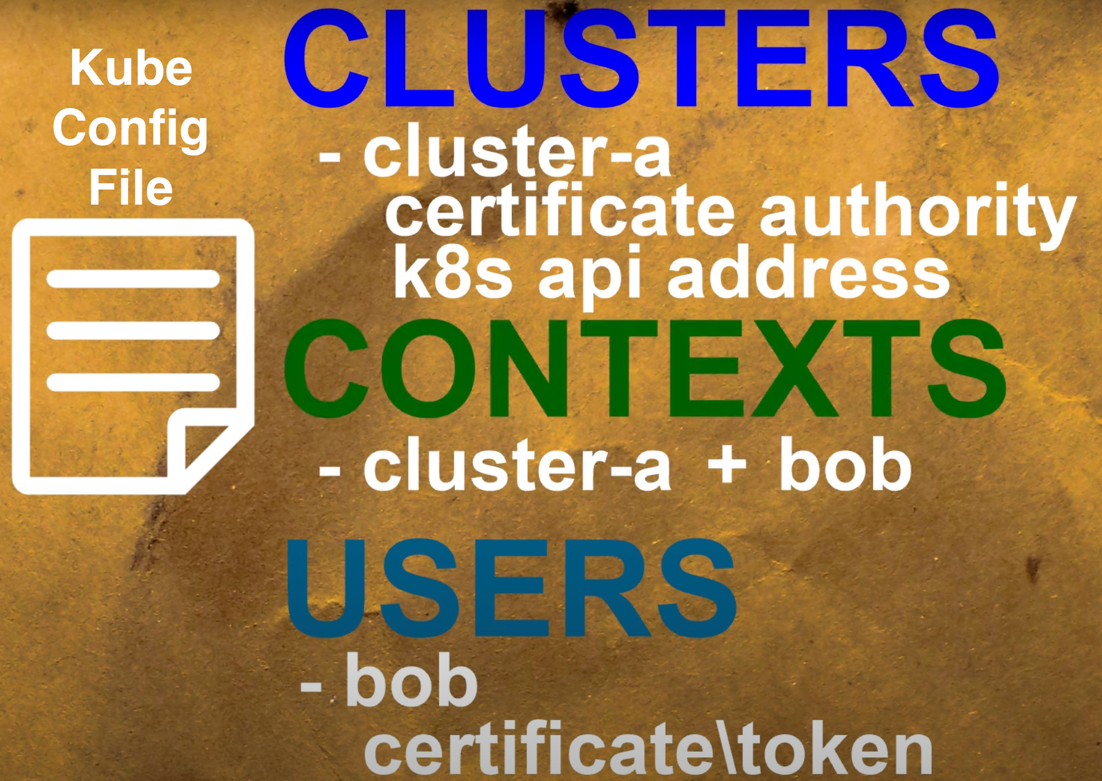 Kube
Config
File
CLUSTERS
- cluster-a
certificate authority
k8s api address
CONTEXTS
- cluster-a + bob
USERS
- bob
certificate\token